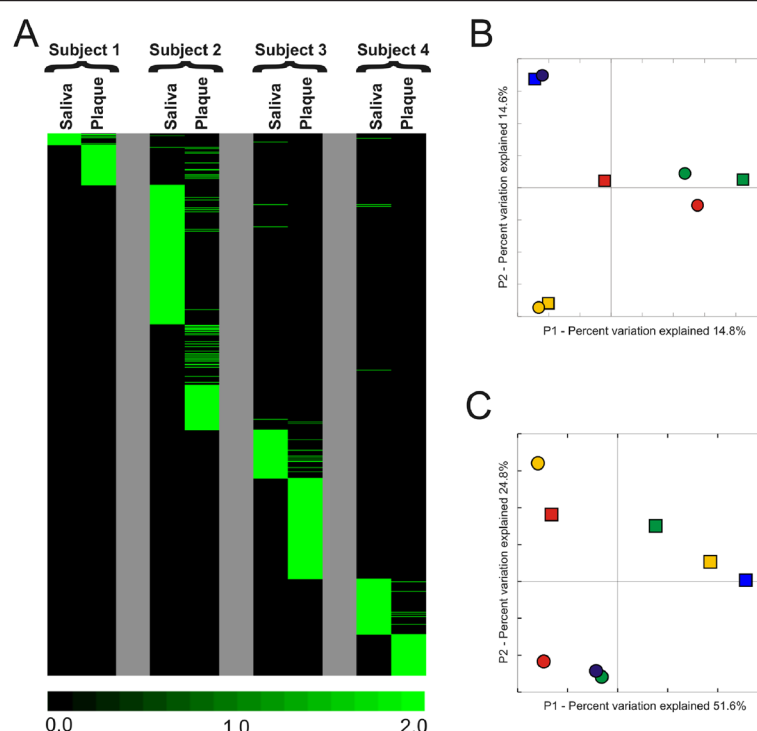 A
Subject 1 Subject 2 Subject 3 Subject 4
Saliva Plaque Saliva Plaque Saliva Plaque Saliva Plaque
0.0 1.0 2.0
B
P2 - Percent variation explained 14.6%
P1 - Percent variation explained 14.8%
C
P2 - Percent variation explained 24.8%
P1 - Percent variation explained 51.6%